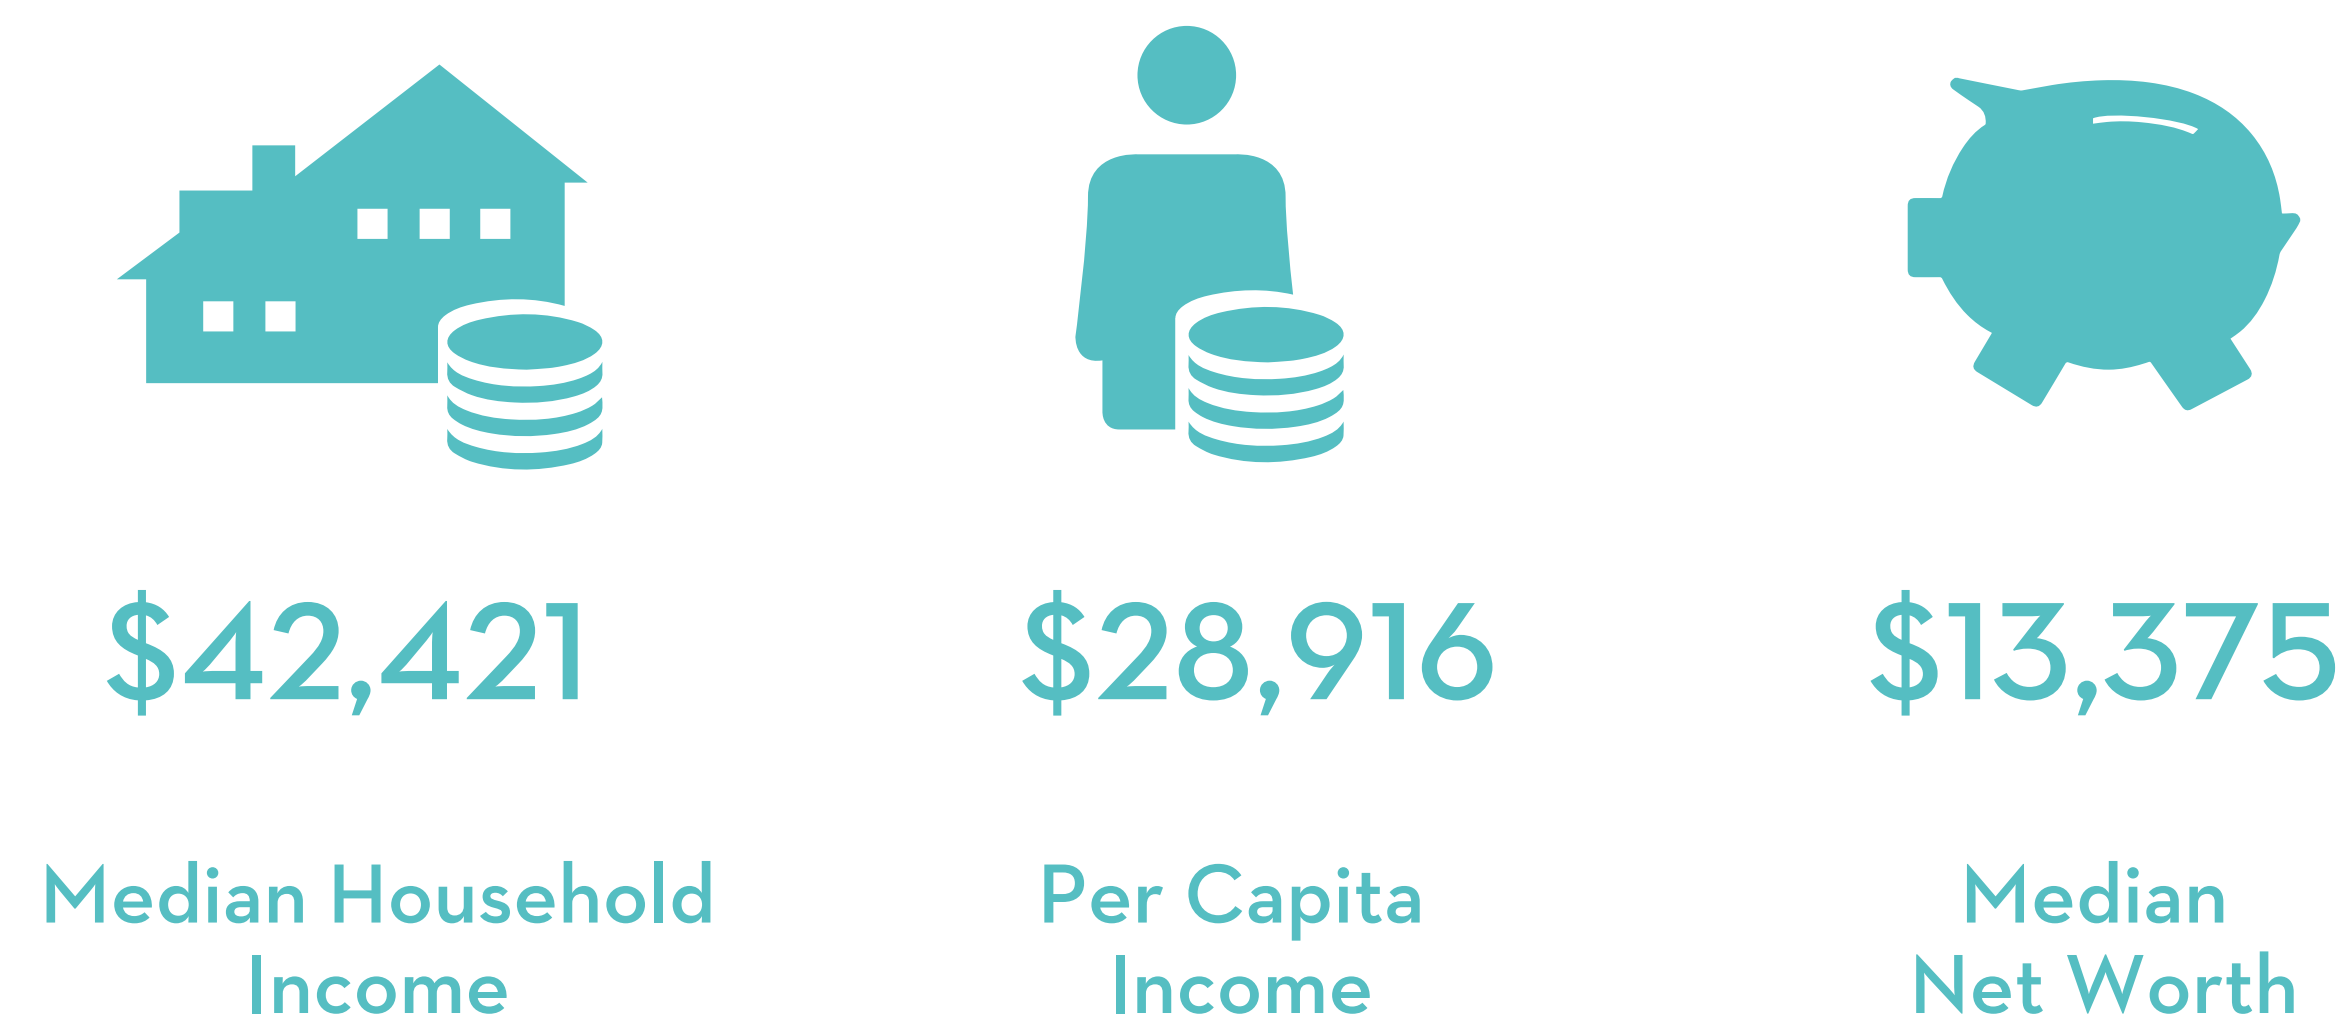 $42,421
Median Household
Income
$28,916
Per Capita
Income
$13,375
Median
Net Worth